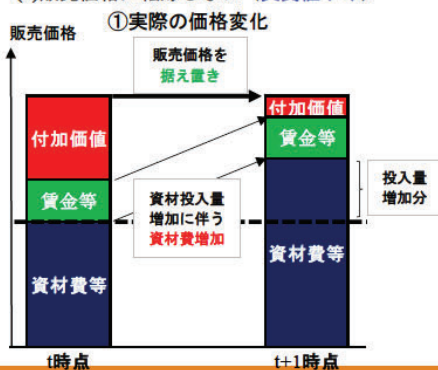 ①実際の価格変化
販売価格
販売価格を
据え置き
付加価値
賃金等
資材費等
資材投入量
増加に伴う
資材費増加
付加価値
賃金等
資材費等
投入量
増加分
t時点
t+1時点